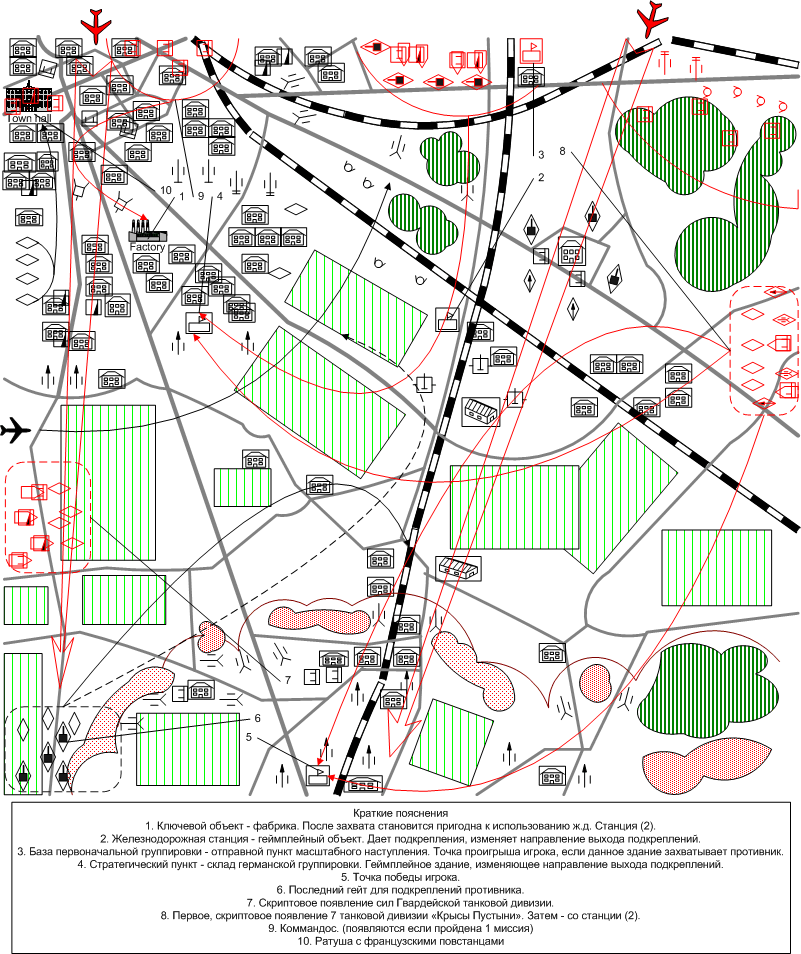 Town hall
3
8
2
10
1
9
4
Factory
7
6
5
Краткие пояснения
1. Ключевой объект - фабрика. После захвата становится пригодна к использованию ж.д. Станция (2).
2. Железнодорожная станция - геймплейный объект. Дает подкрепления, изменяет направление выхода подкреплений.
3. База первоначальной группировки - отправной пункт масштабного наступления. Точка проигрыша игрока, если данное здание захватывает противник.
4. Стратегический пункт - склад германской группировки. Геймплейное здание, изменяющее направление выхода подкреплений.
5. Точка победы игрока.
6. Последний гейт для подкреплений противника.
7. Скриптовое появление сил Гвардейской танковой дивизии.
8. Первое, скриптовое появление 7 танковой дивизии «Крысы Пустыни». Затем - со станции (2).
9. Коммандос. (появляются если пройдена 1 миссия)
10. Ратуша с французскими повстанцами